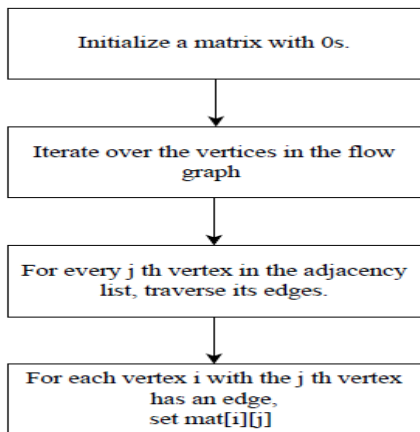 Initialize a matrix with 0s.
Iterate over the vertices in the flow
graph
For every j th vertex in the adjacency
list, traverse its edges.
For each vertex i with the j th vertex
has an edge,
set mat[i][j]